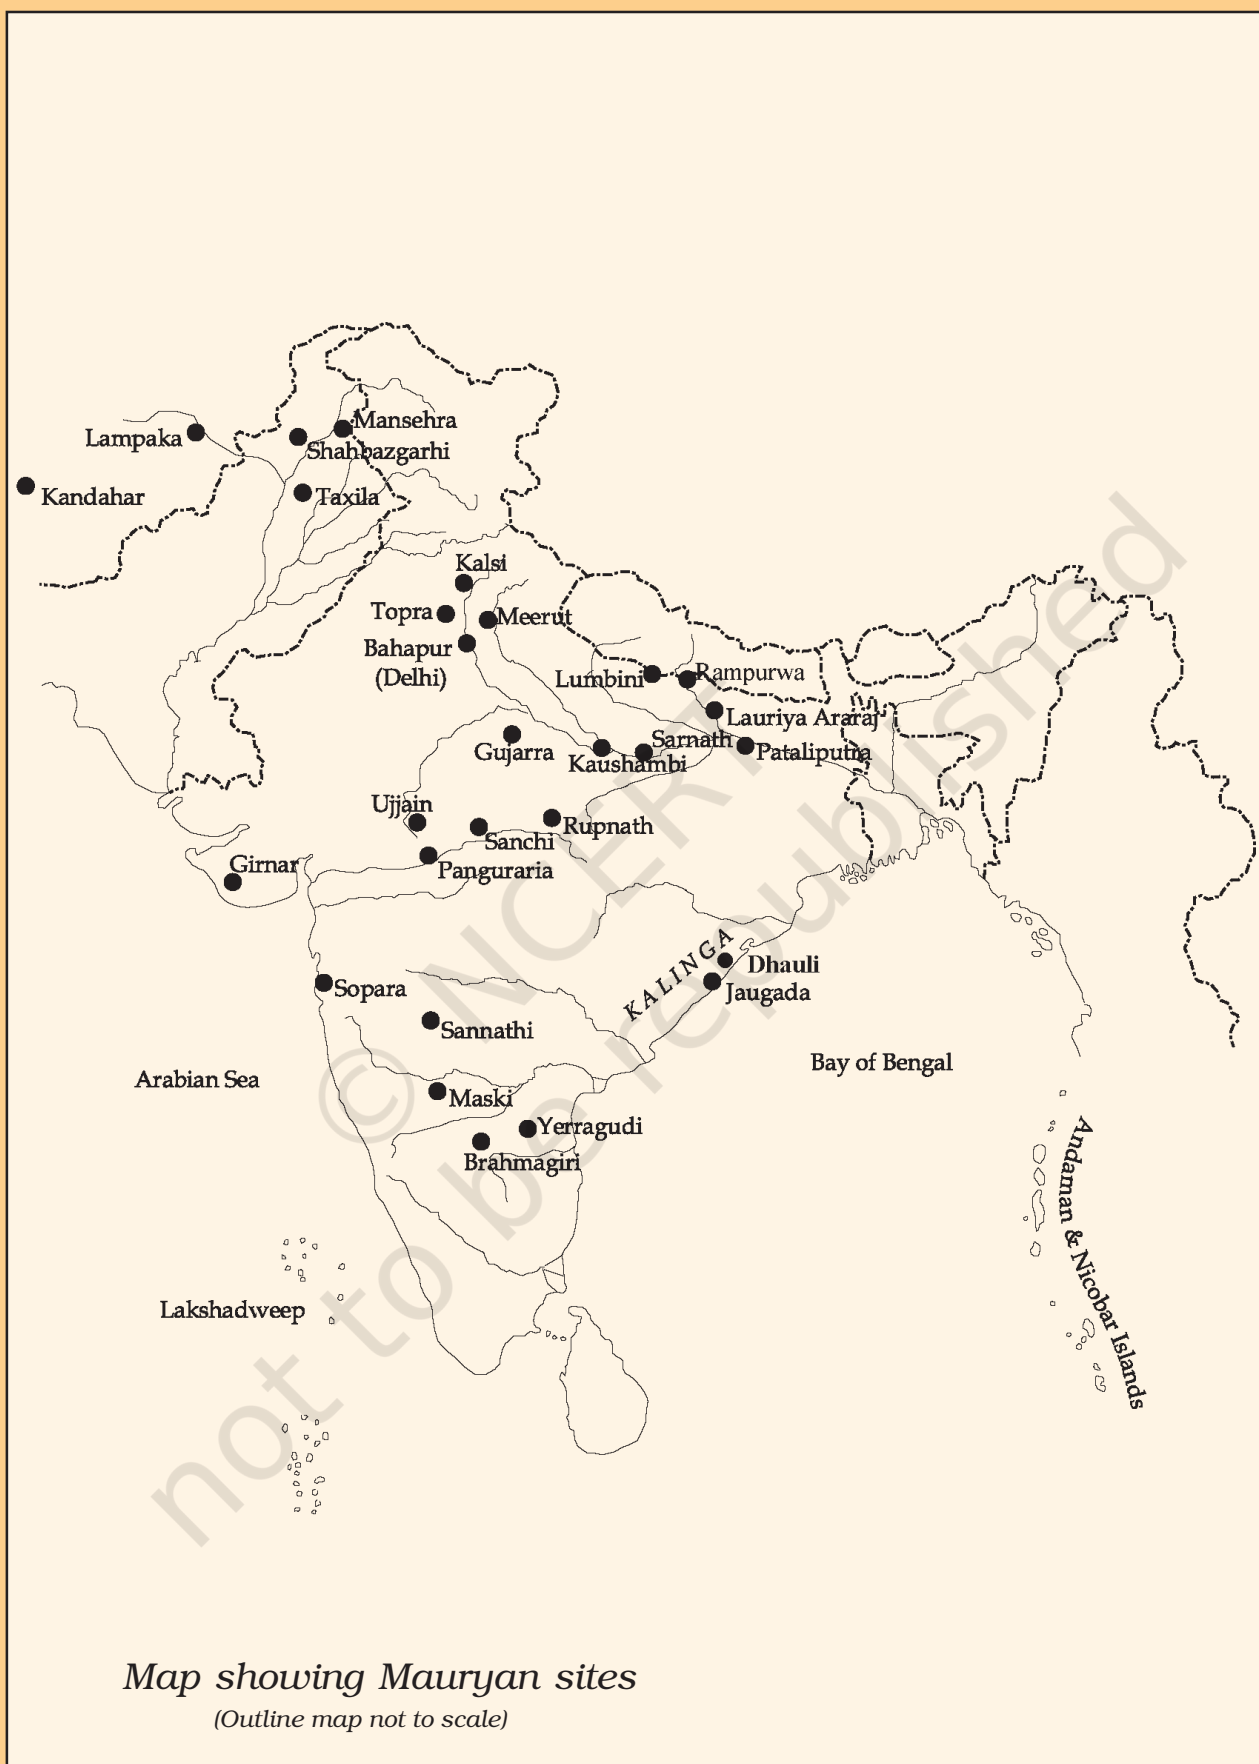 Mansehra
Lampaka
Shahbazgarhi
Kandahar
Taxila
Kalsi
Topra
Meerut
Bahapur
(Delhi)
Lumbini
Rampurwa
Lauriya Araraj
Sarnath
Gujarra
Kaushambi
Pataliputra
Ujjain
Rupnath
Sanchi
Girnar
Panguraria
KALINGA
Dhauli
Jaugada
Sopara
Sannathi
Bay of Bengal
Arabian Sea
Maski
Yerragudi
Brahmagiri
Andaman & Nicobar Islands
Lakshadweep
© NCERT
not to be republished
Map showing Mauryan sites
(Outline map not to scale)